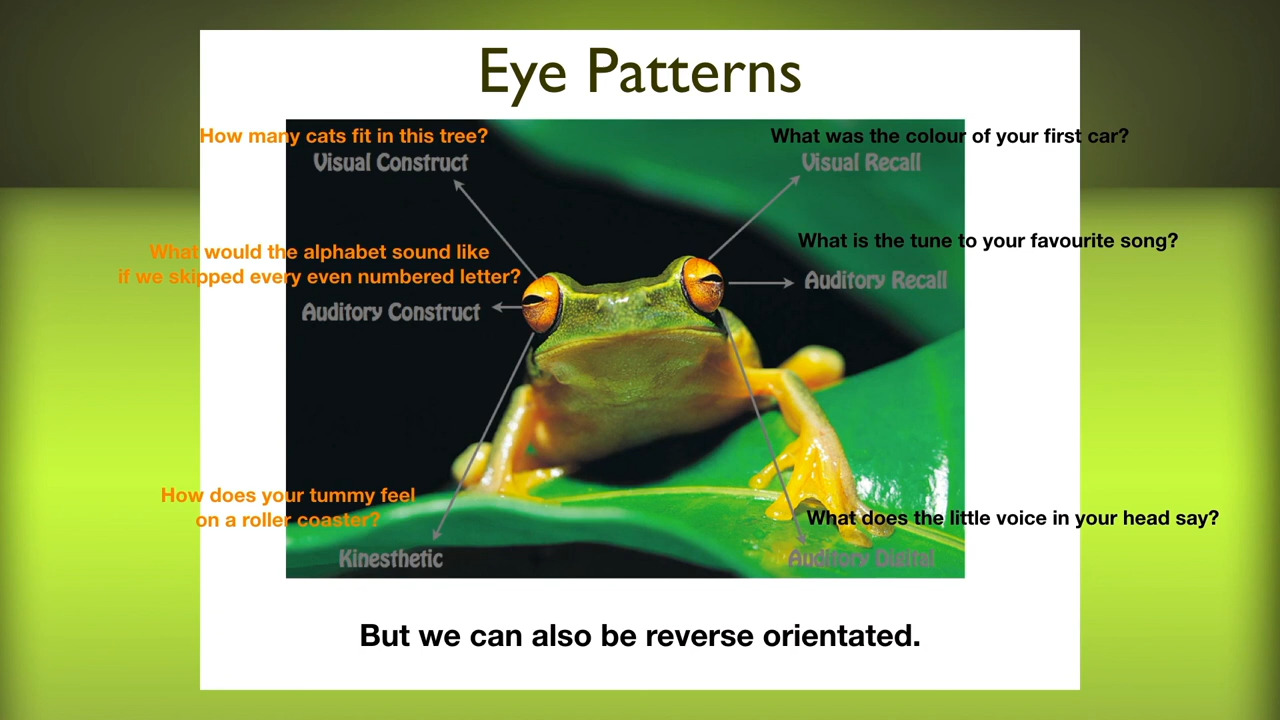 Eye Patterns
How many cats fit in this tree?
Visual Construct
What was the colour of your first car?
Visual Recall
What would the alphabet sound like
if we skipped every even numbered letter?
Auditory Construct
What is the tune to your favourite song?
Auditory Recall
How does your tummy feel
on a roller coaster?
Kinesthetic
What does the little voice in your head say?
Auditory Digital
But we can also be reverse orientated.